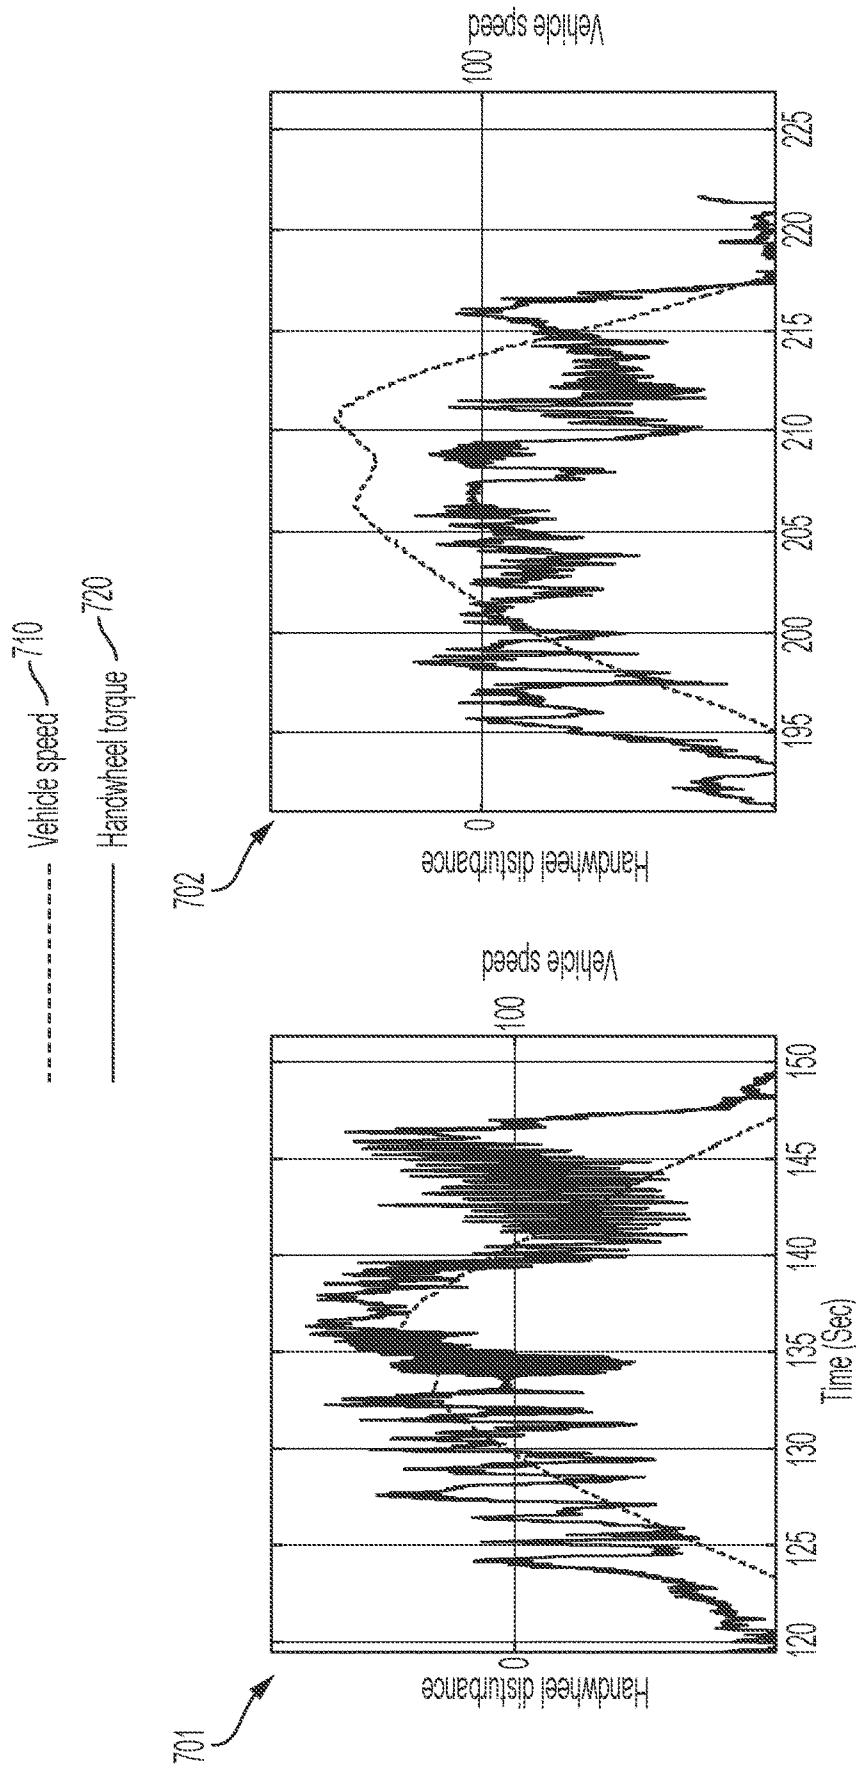 Vehicle speed 710
Handwheel torque 720
701
Handwheel disturbance
0
100
Vehicle speed
120 125 130 135 140 145 150
Time (Sec)
702
Handwheel disturbance
0
100
Vehicle speed
195 200 205 210 215 220 225